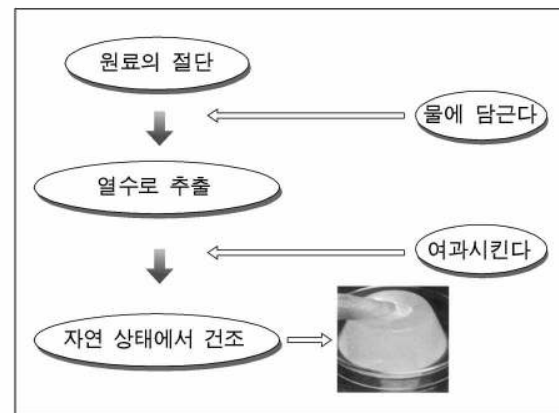 원료의 절단
물에 담근다
열수로 추출
여과시킨다
자연 상태에서 건조